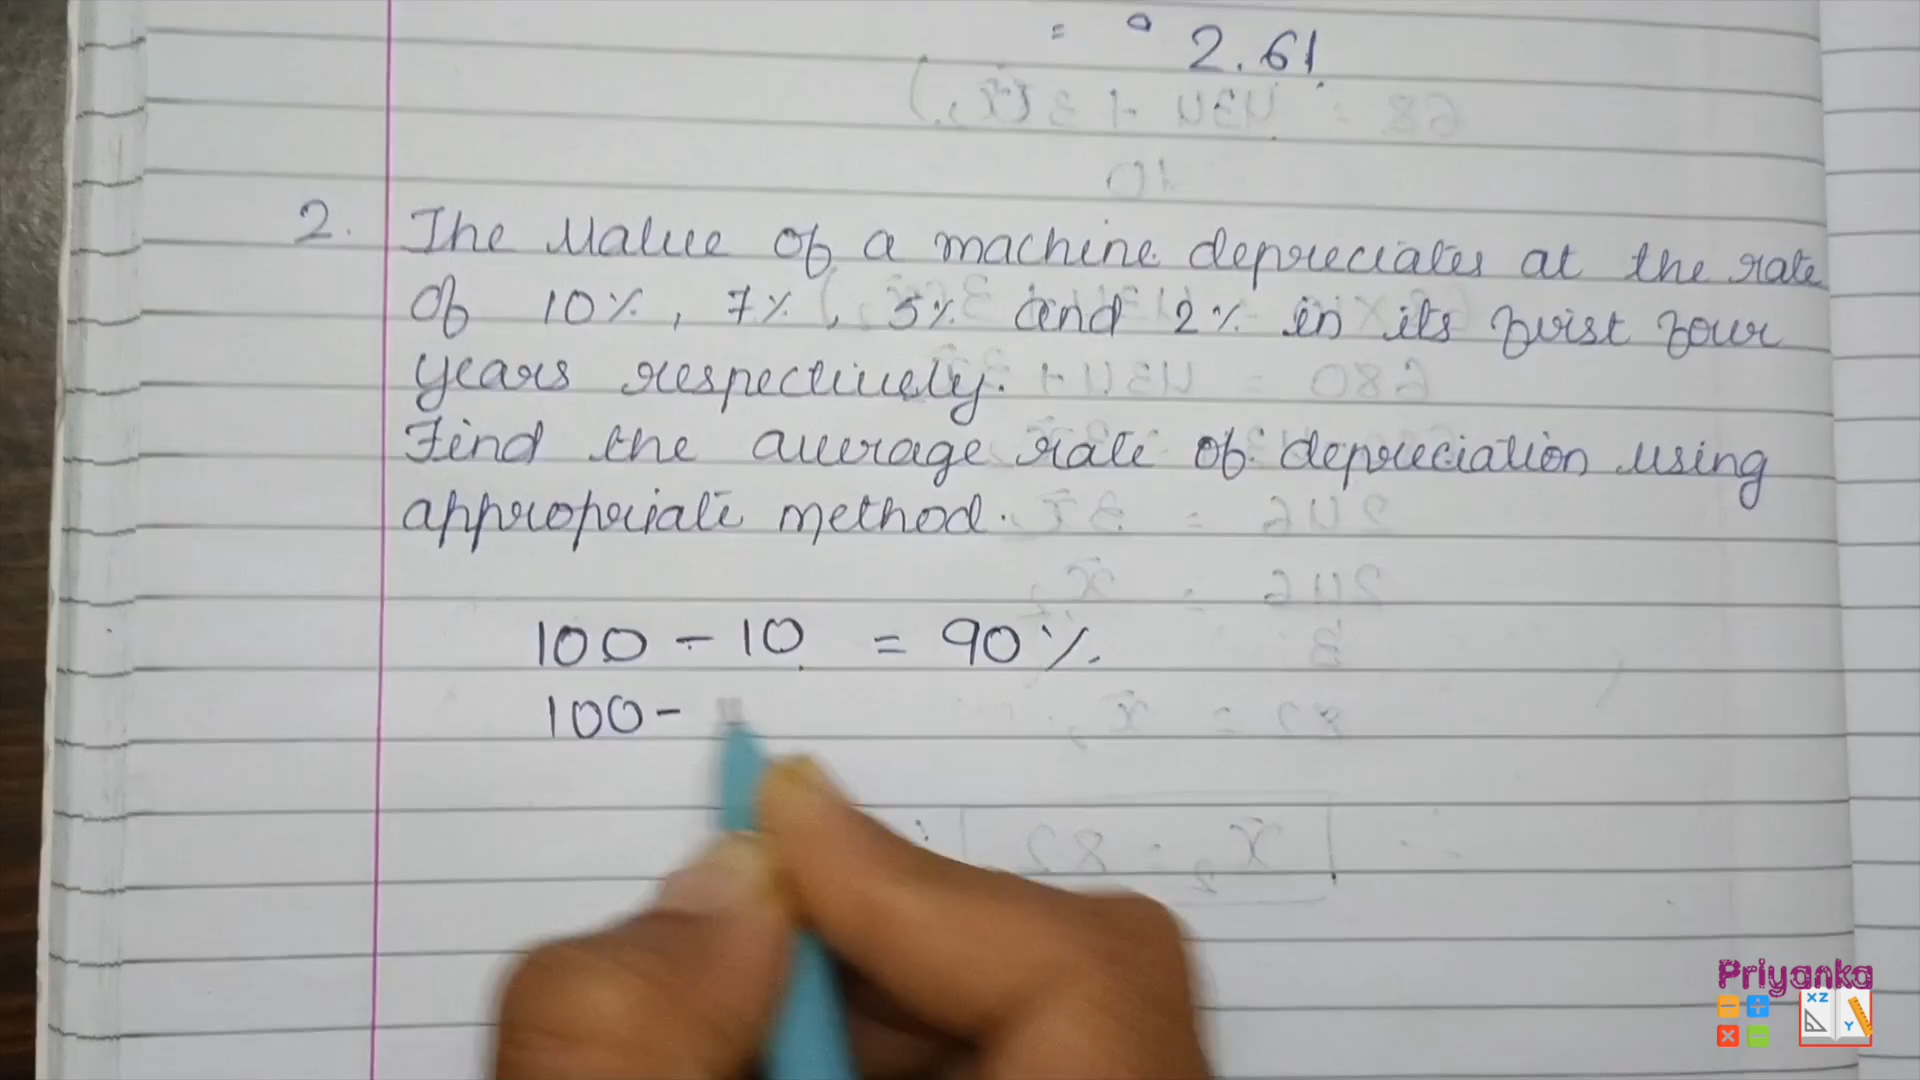 = 2.61
2. The Value of a machine depreciates at the rate
of 10%, 7%, 5% and 2% in its first four
years respectively.
Find the average rate of depreciation using
appropriate method.
100 - 10 = 90%
100 -
Priyanka
XZ
Y